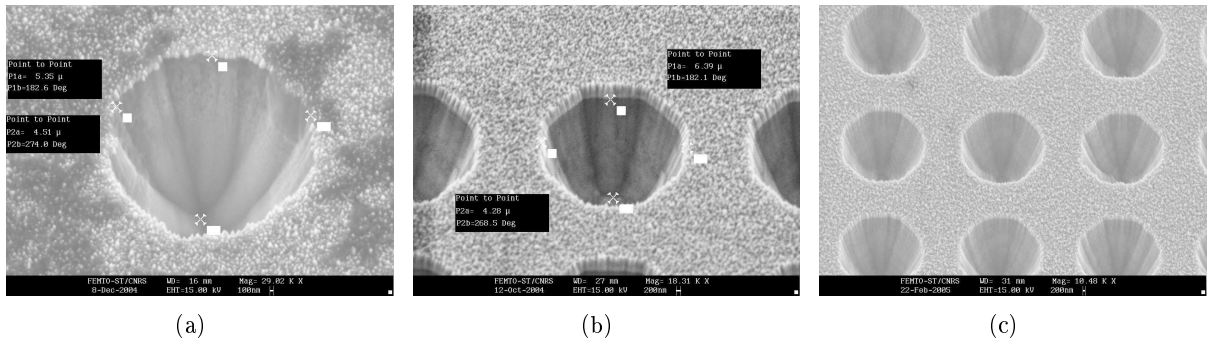 Point to Point
P1a= 5.35 µ
P1b=182.6 Deg
Point to Point
P2a= 4.51 µ
P2b=274.0 Deg
FEMTO-ST/CNRS WD= 16 mm Mag= 29.02 K X
8-Dec-2004 EHT=15.00 kV 100nm
(a)
Point to Point
P1a= 6.39 µ
P1b=182.1 Deg
Point to Point
P2a= 4.28 µ
P2b=268.5 Deg
FEMTO-ST/CNRS WD= 27 mm Mag= 18.31 K X
12-Oct-2004 EHT=15.00 kV 200nm
(b)
FEMTO-ST/CNRS WD= 31 mm Mag= 10.48 K X
22-Feb-2005 EHT=15.00 kV 200nm
(c)